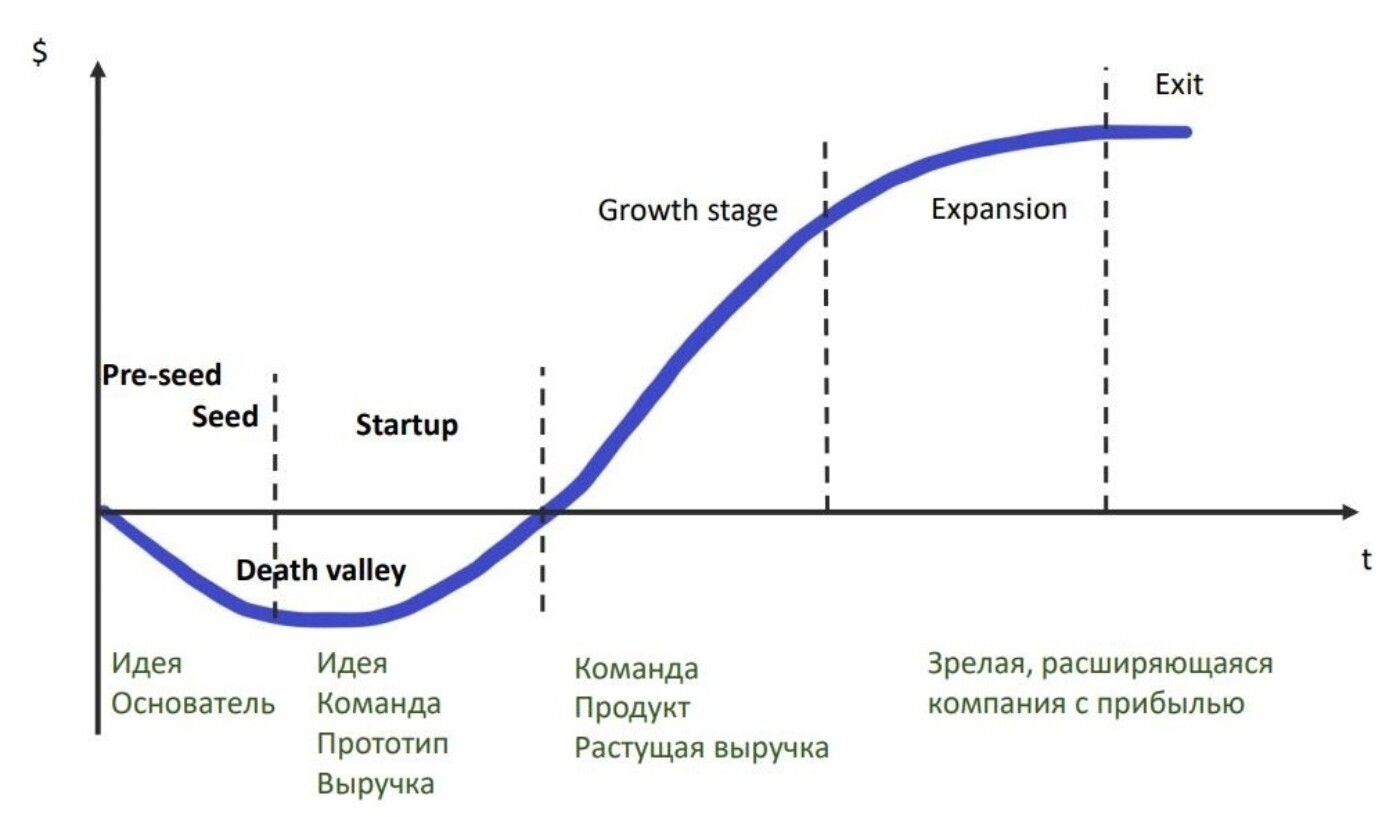 $
Exit
Growth stage
Expansion
Pre-seed
Seed
Startup
t
Death valley
Идея
Основатель
Идея
Команда
Прототип
Выручка
Команда
Продукт
Растущая выручка
Зрелая, расширяющаяся
компания с прибылью